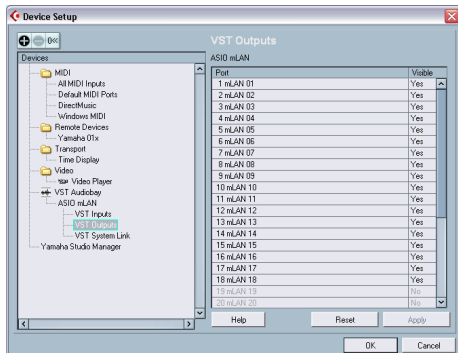 Device Setup
0«
VST Outputs
Devices
MIDI
All MIDI Inputs
Default MIDI Ports
DirectMusic
Windows MIDI
Remote Devices
Yamaha 01x
Transport
Time Display
Video
Video Player
VST Audiobay
ASIO mLAN
VST Inputs
VST Outputs
VST System Link
Yamaha Studio Manager
ASIO mLAN
Port Visible
1 mLAN 01 Yes
2 mLAN 02 Yes
3 mLAN 03 Yes
4 mLAN 04 Yes
5 mLAN 05 Yes
6 mLAN 06 Yes
7 mLAN 07 Yes
8 mLAN 08 Yes
9 mLAN 09 Yes
10 mLAN 10 Yes
11 mLAN 11 Yes
12 mLAN 12 Yes
13 mLAN 13 Yes
14 mLAN 14 Yes
15 mLAN 15 Yes
16 mLAN 16 Yes
17 mLAN 17 Yes
18 mLAN 18 Yes
19 mLAN 19 No
20 mLAN 20 No
Help Reset Apply
OK Cancel